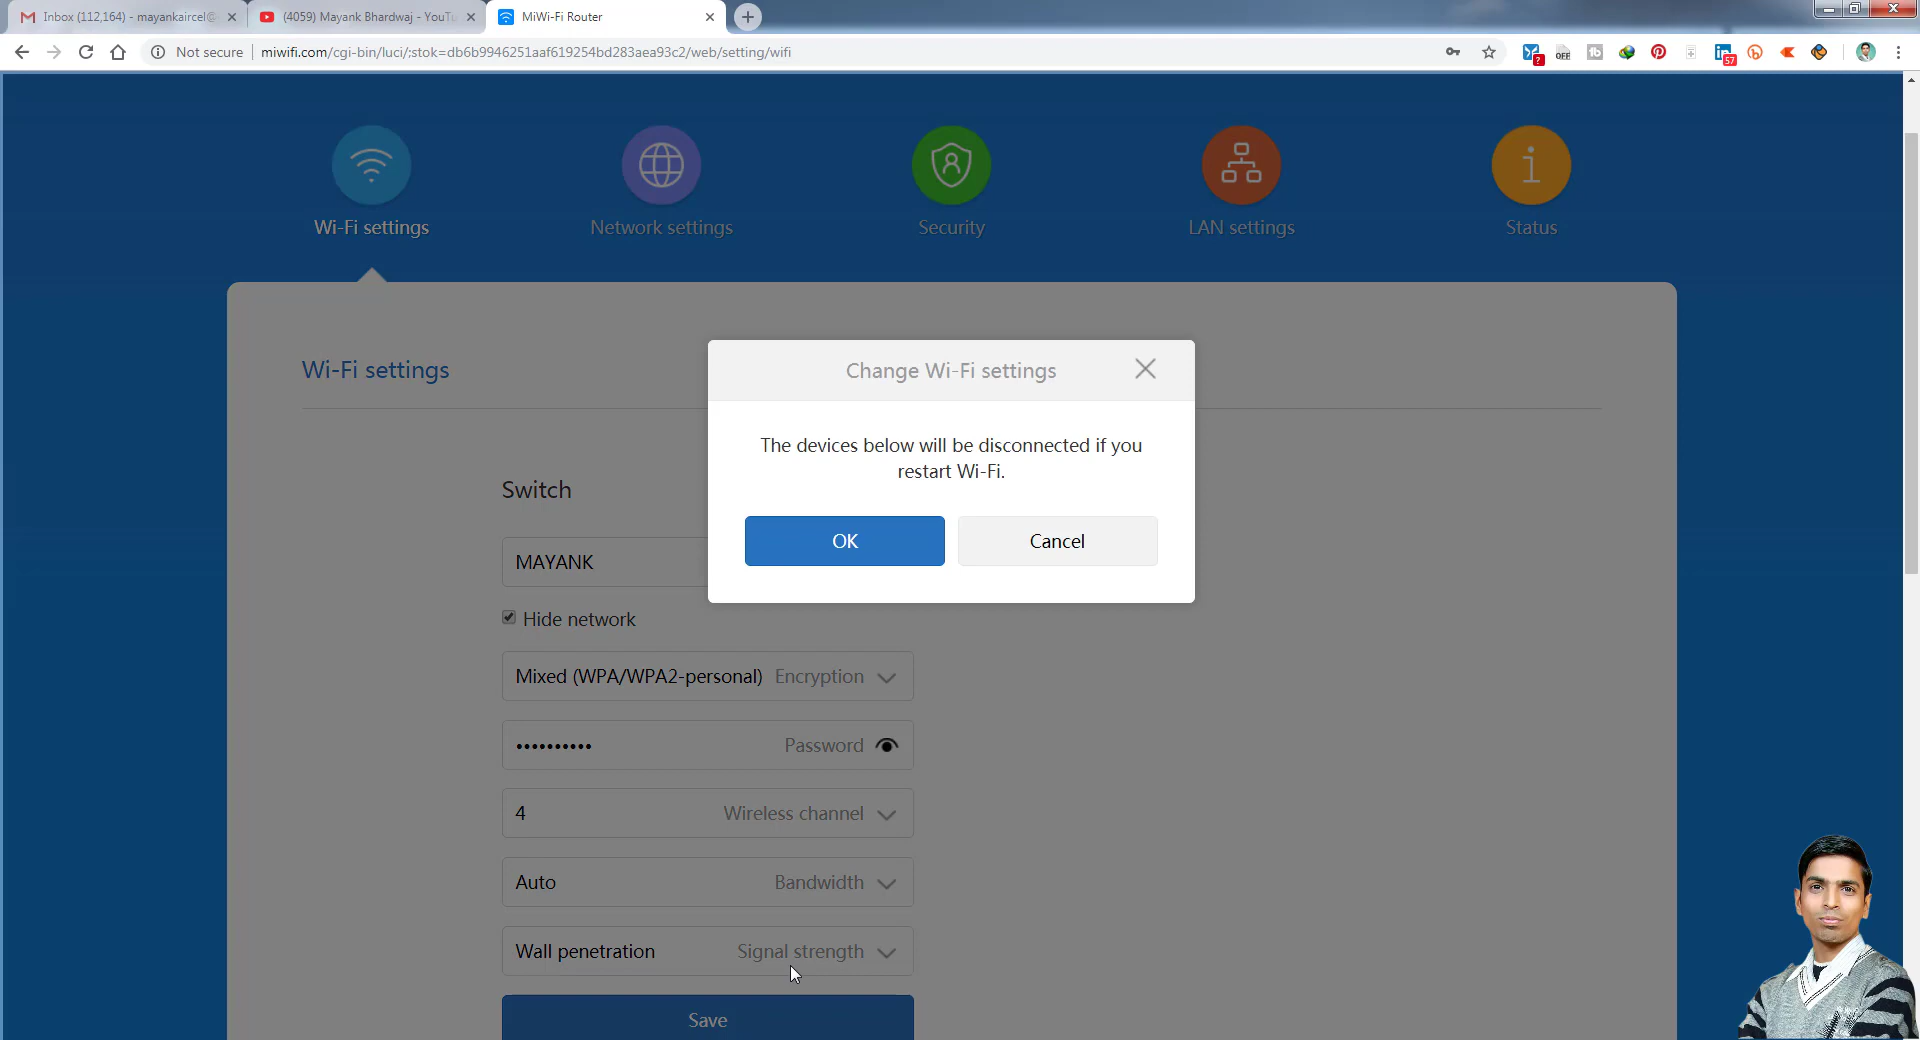 Inbox (112,164) - mayankaircel@
(4059) Mayank Bhardwaj - YouTu
MiWi-Fi Router
Not secure
miwifi.com/cgi-bin/luci/;stok=db6b9946251aaf619254bd283aea93c2/web/setting/wifi
?
OFF
57
Wi-Fi settings
Network settings
Security
LAN settings
Status
Wi-Fi settings
Change Wi-Fi settings
The devices below will be disconnected if you
restart Wi-Fi.
OK
Cancel
Switch
MAYANK
Hide network
Mixed (WPA/WPA2-personal) Encryption
•••••••••• Password
4 Wireless channel
Auto Bandwidth
Wall penetration Signal strength
Save